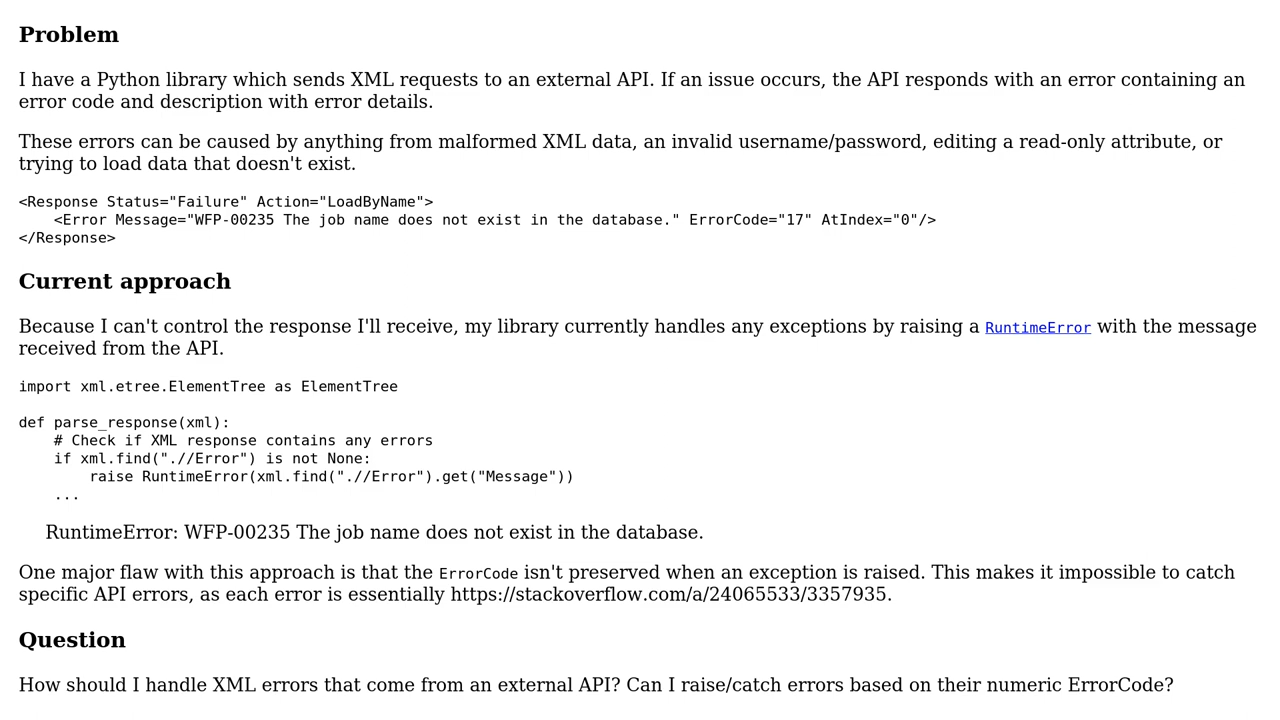 Problem
I have a Python library which sends XML requests to an external API. If an issue occurs, the API responds with an error containing an
error code and description with error details.
These errors can be caused by anything from malformed XML data, an invalid username/password, editing a read-only attribute, or
trying to load data that doesn't exist.
<Response Status="Failure" Action="LoadByName">
    <Error Message="WFP-00235 The job name does not exist in the database." ErrorCode="17" AtIndex="0"/>
</Response>
Current approach
Because I can't control the response I'll receive, my library currently handles any exceptions by raising a RuntimeError with the message
received from the API.
import xml.etree.ElementTree as ElementTree
def parse_response(xml):
    # Check if XML response contains any errors
    if xml.find(".//Error") is not None:
        raise RuntimeError(xml.find(".//Error").get("Message"))
    ...
RuntimeError: WFP-00235 The job name does not exist in the database.
One major flaw with this approach is that the ErrorCode isn't preserved when an exception is raised. This makes it impossible to catch
specific API errors, as each error is essentially https://stackoverflow.com/a/24065533/3357935.
Question
How should I handle XML errors that come from an external API? Can I raise/catch errors based on their numeric ErrorCode?